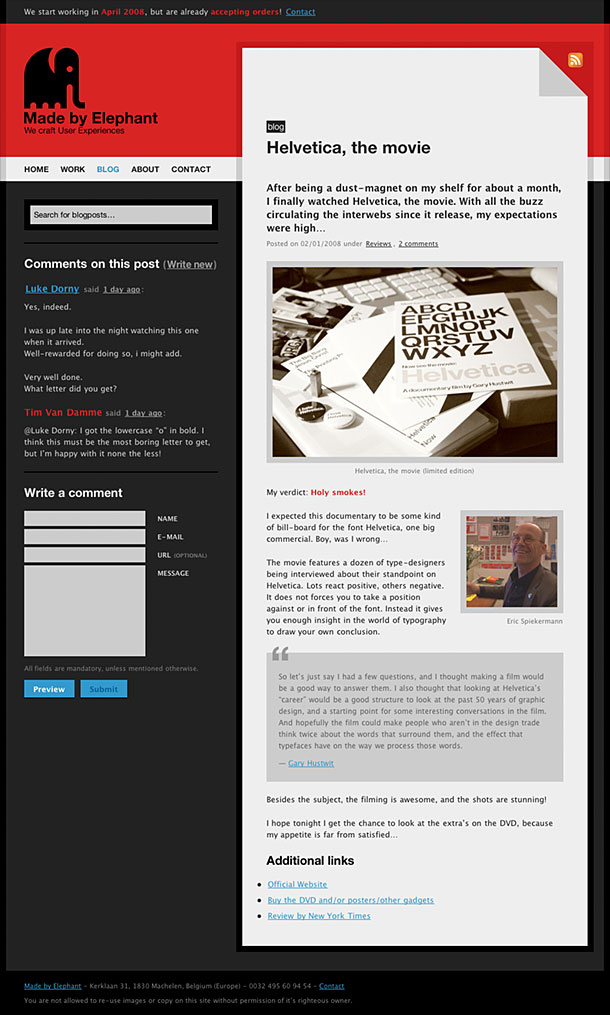 We start working in April 2008, but are already accepting orders! Contact
Made by Elephant
We craft User Experiences
HOME WORK BLOG ABOUT CONTACT
Search for blogposts...
Comments on this post (Write new)
Luke Dorny said 1 day ago:
Yes, indeed.
I was up late into the night watching this one
when it arrived.
Well-rewarded for doing so, i might add.
Very well done.
What letter did you get?
Tim Van Damme said 1 day ago:
@Luke Dorny: I got the lowercase “o” in bold. I
think this must be the most boring letter to get,
but I’m happy with it none the less!
Write a comment
NAME
E-MAIL
URL (OPTIONAL)
MESSAGE
All fields are mandatory, unless mentioned otherwise.
Preview Submit
blog
Helvetica, the movie
After being a dust-magnet on my shelf for about a month,
I finally watched Helvetica, the movie. With all the buzz
circulating the interwebs since it release, my expectations
were high...
Posted on 02/01/2008 under Reviews, 2 comments
ABCD
EFGHIJK
LMNOP
QRSTUV
WXYZ
Now see the movie:
Helvetica
A documentary film by Gary Hustwit
Helvetica, the movie (limited edition)
My verdict: Holy smokes!
I expected this documentary to be some kind
of bill-board for the font Helvetica, one big
commercial. Boy, was I wrong...
The movie features a dozen of type-designers
being interviewed about their standpoint on
Helvetica. Lots react positive, others negative.
It does not forces you to take a position
against or in front of the font. Instead it gives
you enough insight in the world of typography
to draw your own conclusion.
Eric Spiekermann
“
So let’s just say I had a few questions, and I thought making a film would
be a good way to answer them. I also thought that looking at Helvetica’s
“career” would be a good structure to look at the past 50 years of graphic
design, and a starting point for some interesting conversations in the film.
And hopefully the film could make people who aren’t in the design trade
think twice about the words that surround them, and the effect that
typefaces have on the way we process those words.
— Gary Hustwit
Besides the subject, the filming is awesome, and the shots are stunning!
I hope tonight I get the chance to look at the extra’s on the DVD, because
my appetite is far from satisfied...
Additional links
• Official Website
• Buy the DVD and/or posters/other gadgets
• Review by New York Times
Made by Elephant – Kerklaan 31, 1830 Machelen, Belgium (Europe) – 0032 495 60 94 54 – Contact
You are not allowed to re-use images or copy on this site without permission of it’s righteous owner.